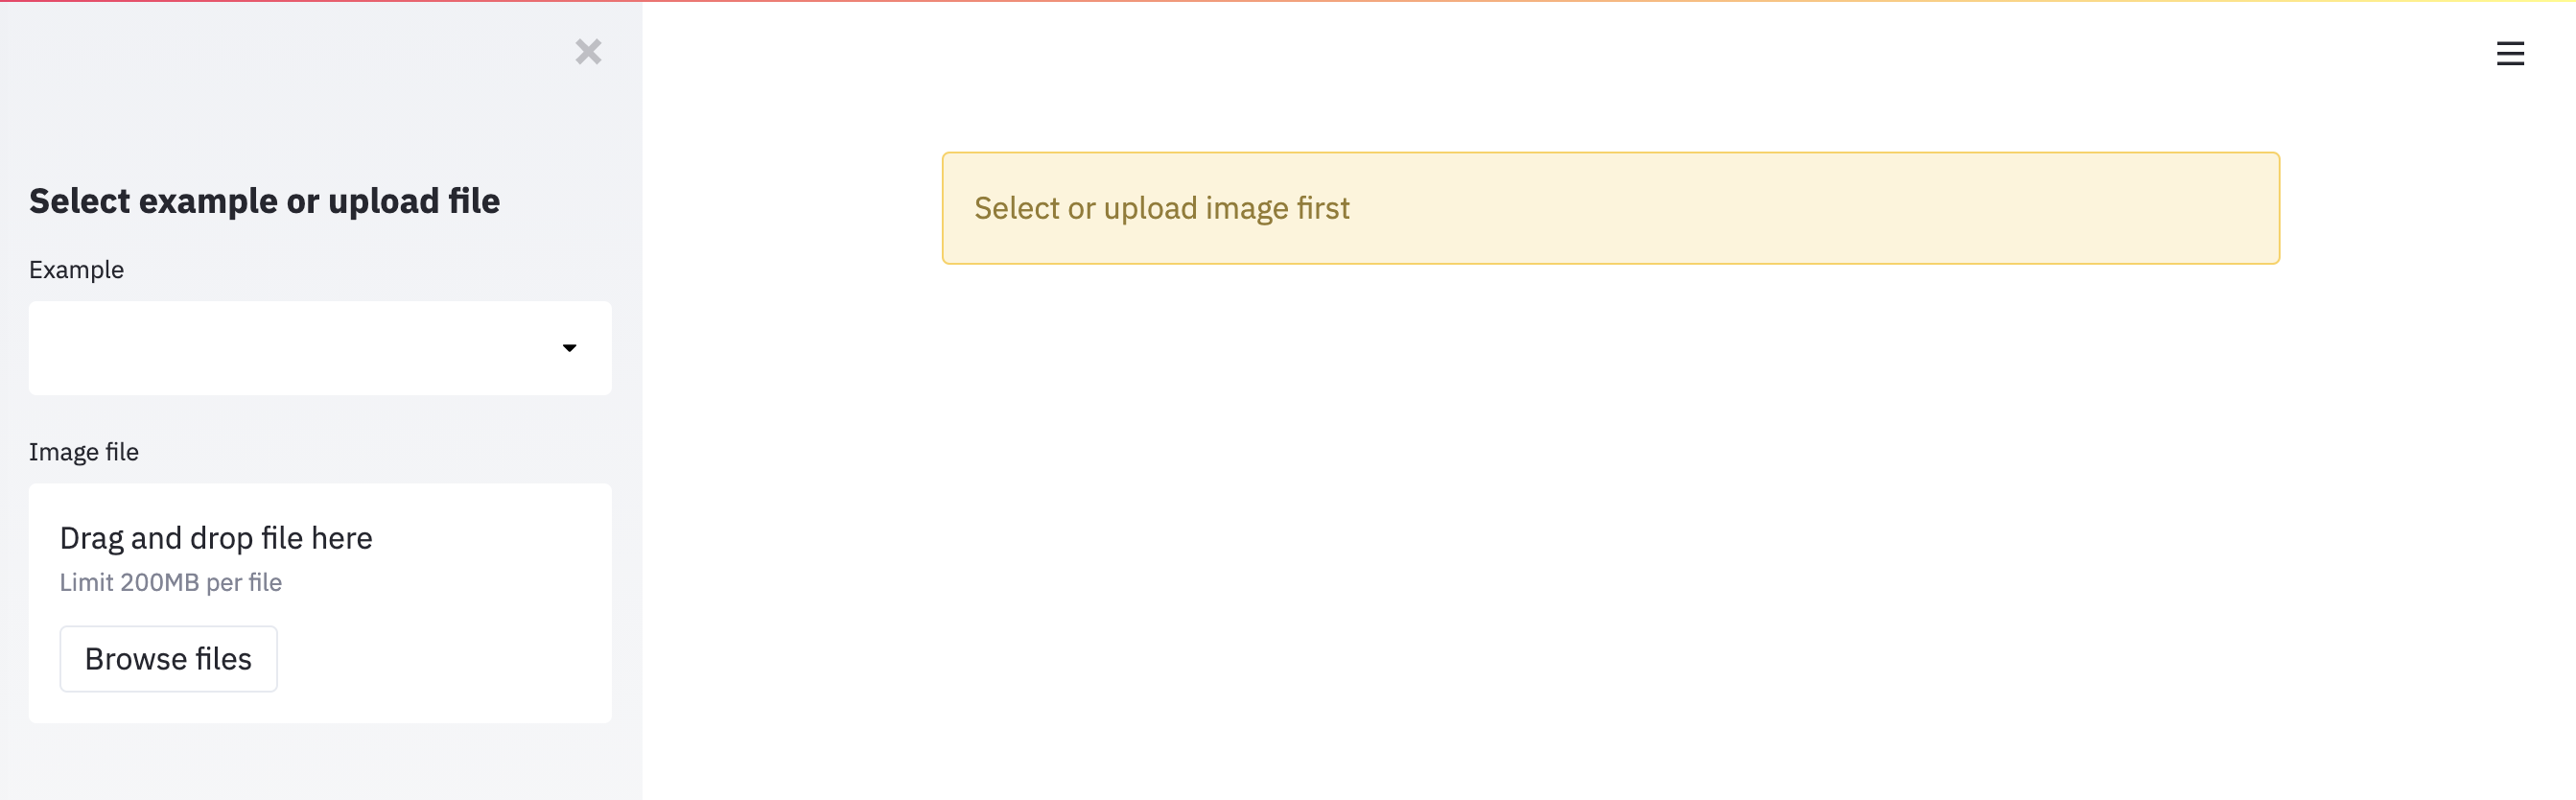 Select example or upload file
Example
Image file
Drag and drop file here
Limit 200MB per file
Browse files
Select or upload image first